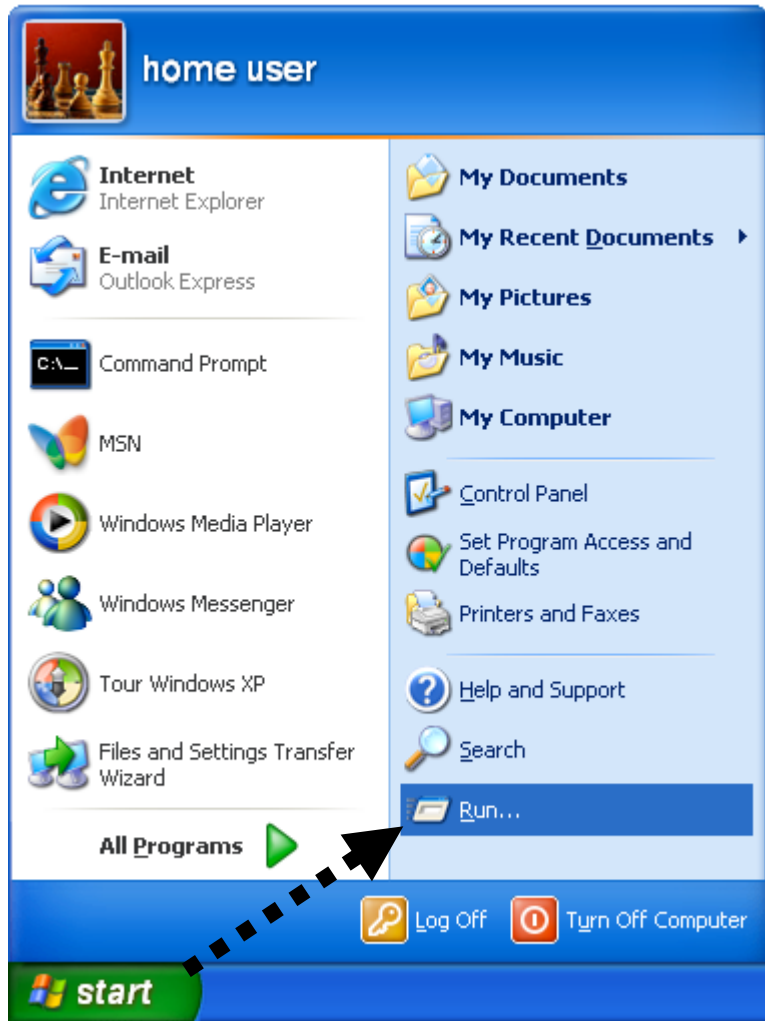 home user
Internet
Internet Explorer
E-mail
Outlook Express
C:\_
Command Prompt
MSN
Windows Media Player
Windows Messenger
Tour Windows XP
Files and Settings Transfer
Wizard
All Programs
My Documents
My Recent Documents
My Pictures
My Music
My Computer
Control Panel
Set Program Access and
Defaults
Printers and Faxes
Help and Support
Search
Run...
Log Off
Turn Off Computer
start